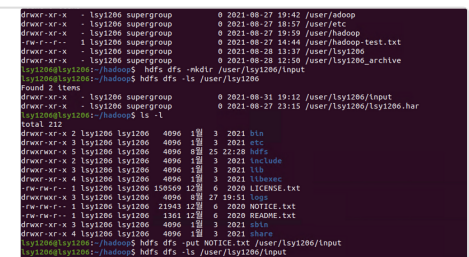 drwxr-xr-x   - lsy1206 supergroup          0 2021-08-27 19:42 /user/adoop
drwxr-xr-x   - lsy1206 supergroup          0 2021-08-27 18:57 /user/etc
drwxr-xr-x   - lsy1206 supergroup          0 2021-08-27 19:59 /user/hadoop
-rw-r--r--   1 lsy1206 supergroup          0 2021-08-27 14:44 /user/hadoop-test.txt
drwxr-xr-x   - lsy1206 supergroup          0 2021-08-28 13:37 /user/lsy1206
drwxr-xr-x   - lsy1206 supergroup          0 2021-08-28 12:50 /user/lsy1206_archive
lsy1206@lsy1206:~/hadoop$  hdfs dfs -mkdir /user/lsy1206/input
lsy1206@lsy1206:~/hadoop$ hdfs dfs -ls /user/lsy1206
Found 2 items
drwxr-xr-x   - lsy1206 supergroup          0 2021-08-31 19:12 /user/lsy1206/input
drwxr-xr-x   - lsy1206 supergroup          0 2021-08-27 23:15 /user/lsy1206/lsy1206.har
lsy1206@lsy1206:~/hadoop$ ls -l
total 212
drwxr-xr-x 2 lsy1206 lsy1206   4096  1월  3  2021 bin
drwxr-xr-x 3 lsy1206 lsy1206   4096  1월  3  2021 etc
drwxrwxr-x 5 lsy1206 lsy1206   4096  8월 25 22:28 hdfs
drwxr-xr-x 2 lsy1206 lsy1206   4096  1월  3  2021 include
drwxr-xr-x 3 lsy1206 lsy1206   4096  1월  3  2021 lib
drwxr-xr-x 4 lsy1206 lsy1206   4096  1월  3  2021 libexec
-rw-rw-r-- 1 lsy1206 lsy1206 150569 12월  6  2020 LICENSE.txt
drwxrwxr-x 3 lsy1206 lsy1206   4096  8월 27 19:51 logs
-rw-rw-r-- 1 lsy1206 lsy1206  21943 12월  6  2020 NOTICE.txt
-rw-rw-r-- 1 lsy1206 lsy1206   1361 12월  6  2020 README.txt
drwxr-xr-x 3 lsy1206 lsy1206   4096  1월  3  2021 sbin
drwxr-xr-x 4 lsy1206 lsy1206   4096  1월  3  2021 share
lsy1206@lsy1206:~/hadoop$ hdfs dfs -put NOTICE.txt /user/lsy1206/input
lsy1206@lsy1206:~/hadoop$ hdfs dfs -ls /user/lsy1206/input